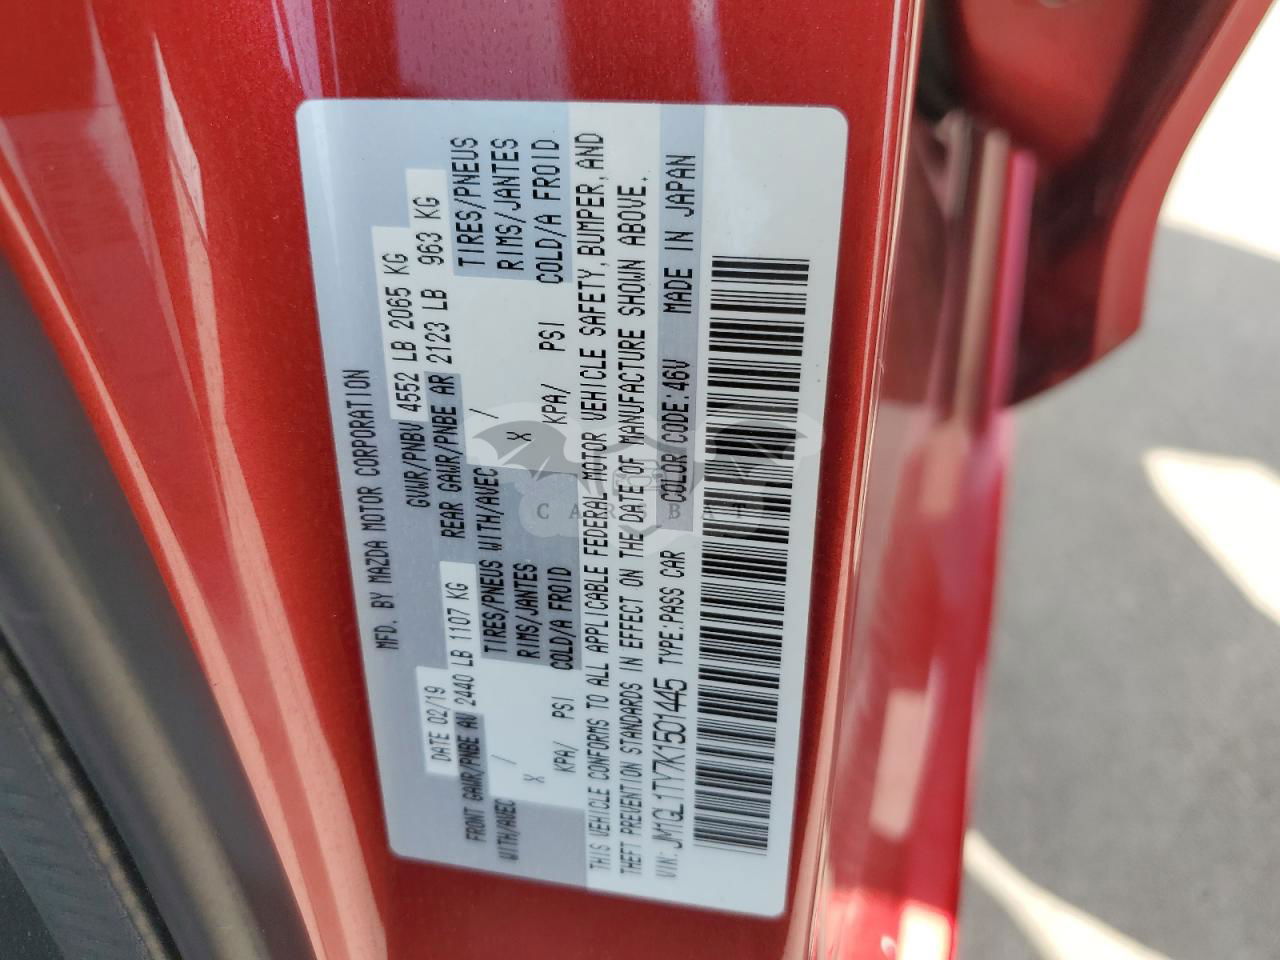 MFD. BY MAZDA MOTOR CORPORATION
DATE 02/19 GVWR/PNBV 4552 LB 2065 KG
FRONT GAWR/PNBE AV 2440 LB 1107 KG REAR GAWR/PNBE AR 2123 LB 963 KG
WITH/AVEC / TIRES/PNEUS WITH/AVEC / TIRES/PNEUS
X RIMS/JANTES X RIMS/JANTES
KPA/ PSI COLD/A FROID KPA/ PSI COLD/A FROID
THIS VEHICLE CONFORMS TO ALL APPLICABLE FEDERAL MOTOR VEHICLE SAFETY, BUMPER, AND
THEFT PREVENTION STANDARDS IN EFFECT ON THE DATE OF MANUFACTURE SHOWN ABOVE.
VIN: JM1GL1TY7K1501445 TYPE:PASS CAR COLOR CODE:46V MADE IN JAPAN
CARSBAT